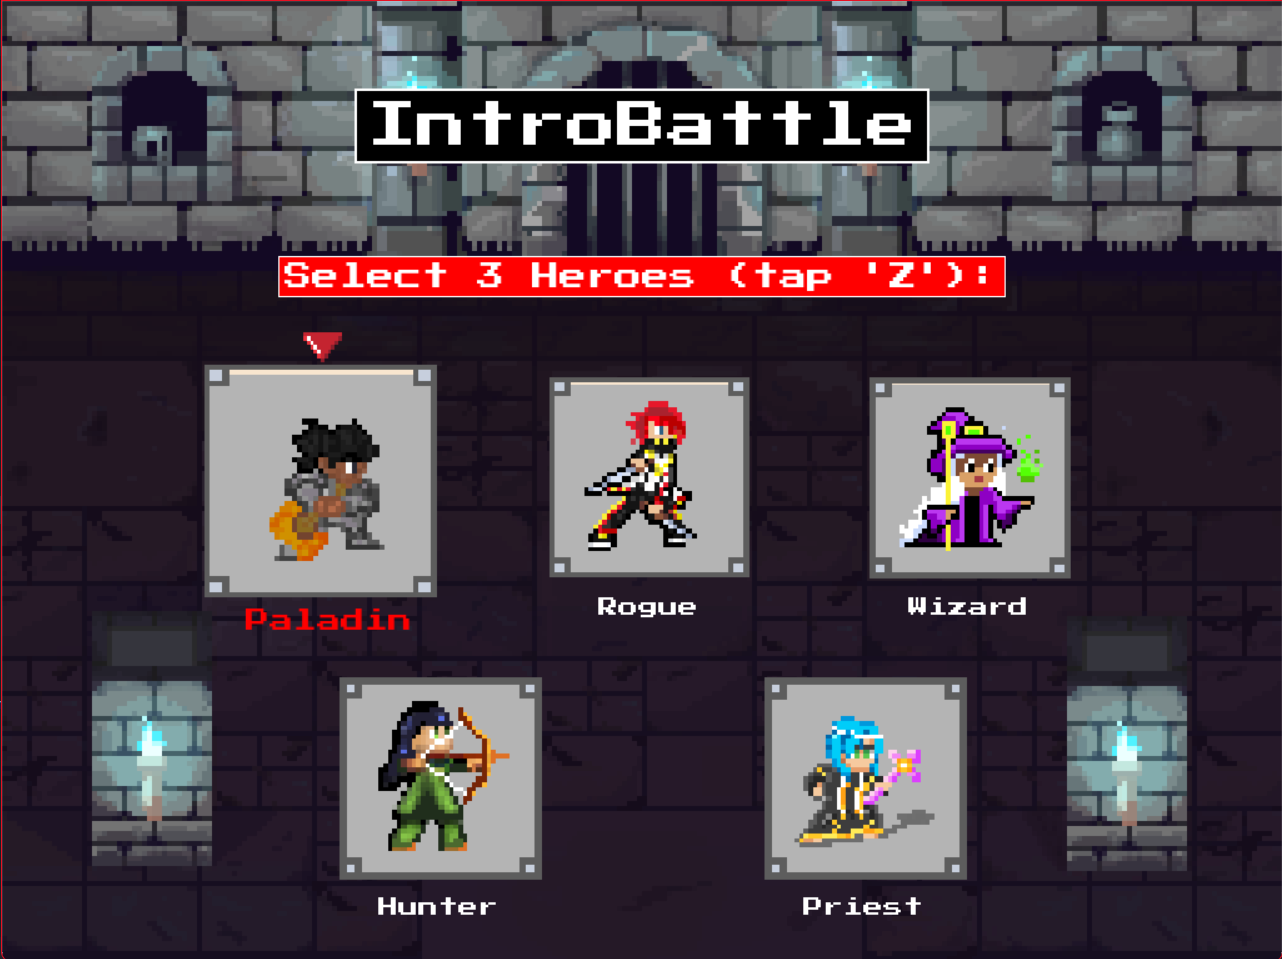 IntroBattle
Select 3 Heroes (tap 'Z'):
Paladin
Rogue
Wizard
Hunter
Priest